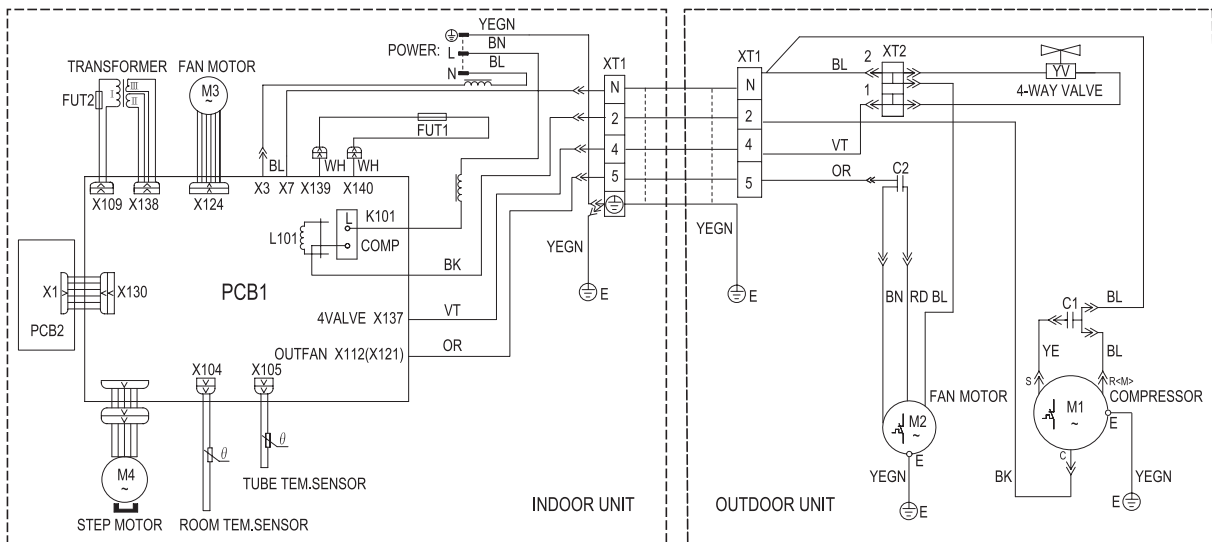 YEGN
BN
POWER: L
BL
N
TRANSFORMER
FAN MOTOR
FUT2
I
III
II
M3
~
FUT1
BL
WH
WH
X109
X138
X124
X3
X7
X139
X140
L101
L
K101
COMP
BK
X1
X130
PCB2
PCB1
4VALVE X137
VT
OUTFAN X112(X121)
OR
X104
X105
θ
θ
M4
~
STEP MOTOR
TUBE TEM.SENSOR
ROOM TEM.SENSOR
INDOOR UNIT
XT1
N
2
4
5
YEGN
E
XT1
N
2
4
5
YEGN
E
BL
2
XT2
1
VT
OR
YV
4-WAY VALVE
C2
BN
RD
BL
FAN MOTOR
M2
~
E
YEGN
E
C1
BL
YE
BL
S
R<M>
COMPRESSOR
M1
~
E
C
BK
YEGN
E
OUTDOOR UNIT